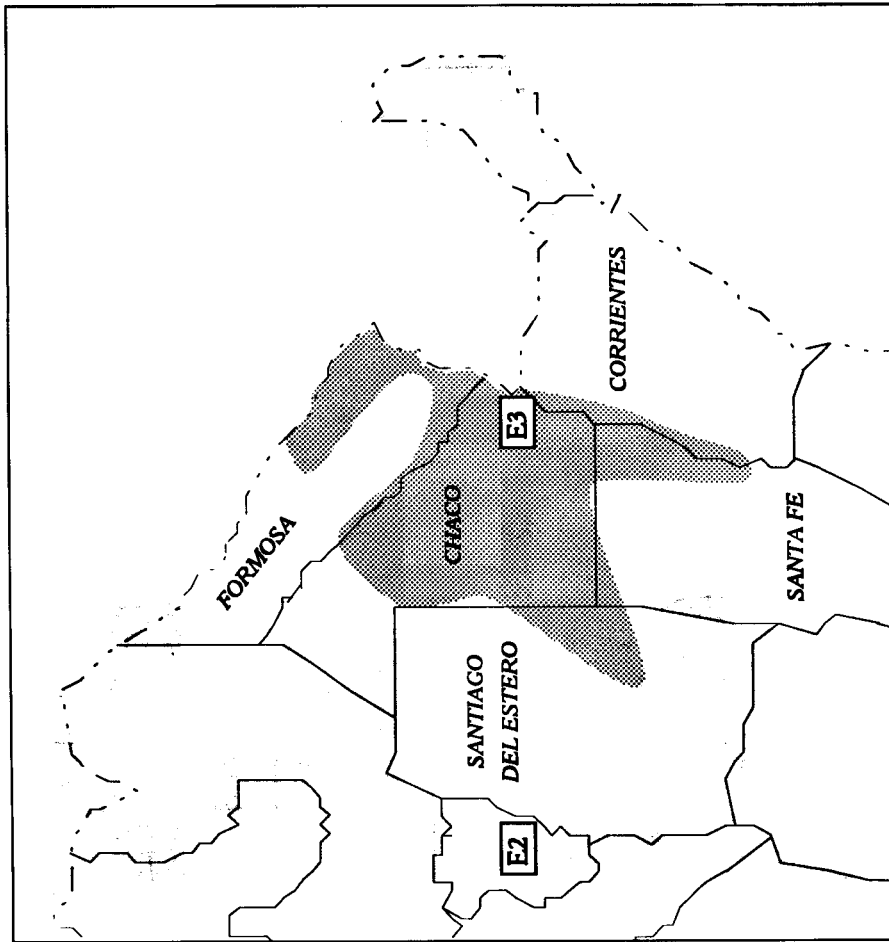 FORMOSA
CHACO
E3
CORRIENTES
SANTIAGO
DEL ESTERO
E2
SANTA FE